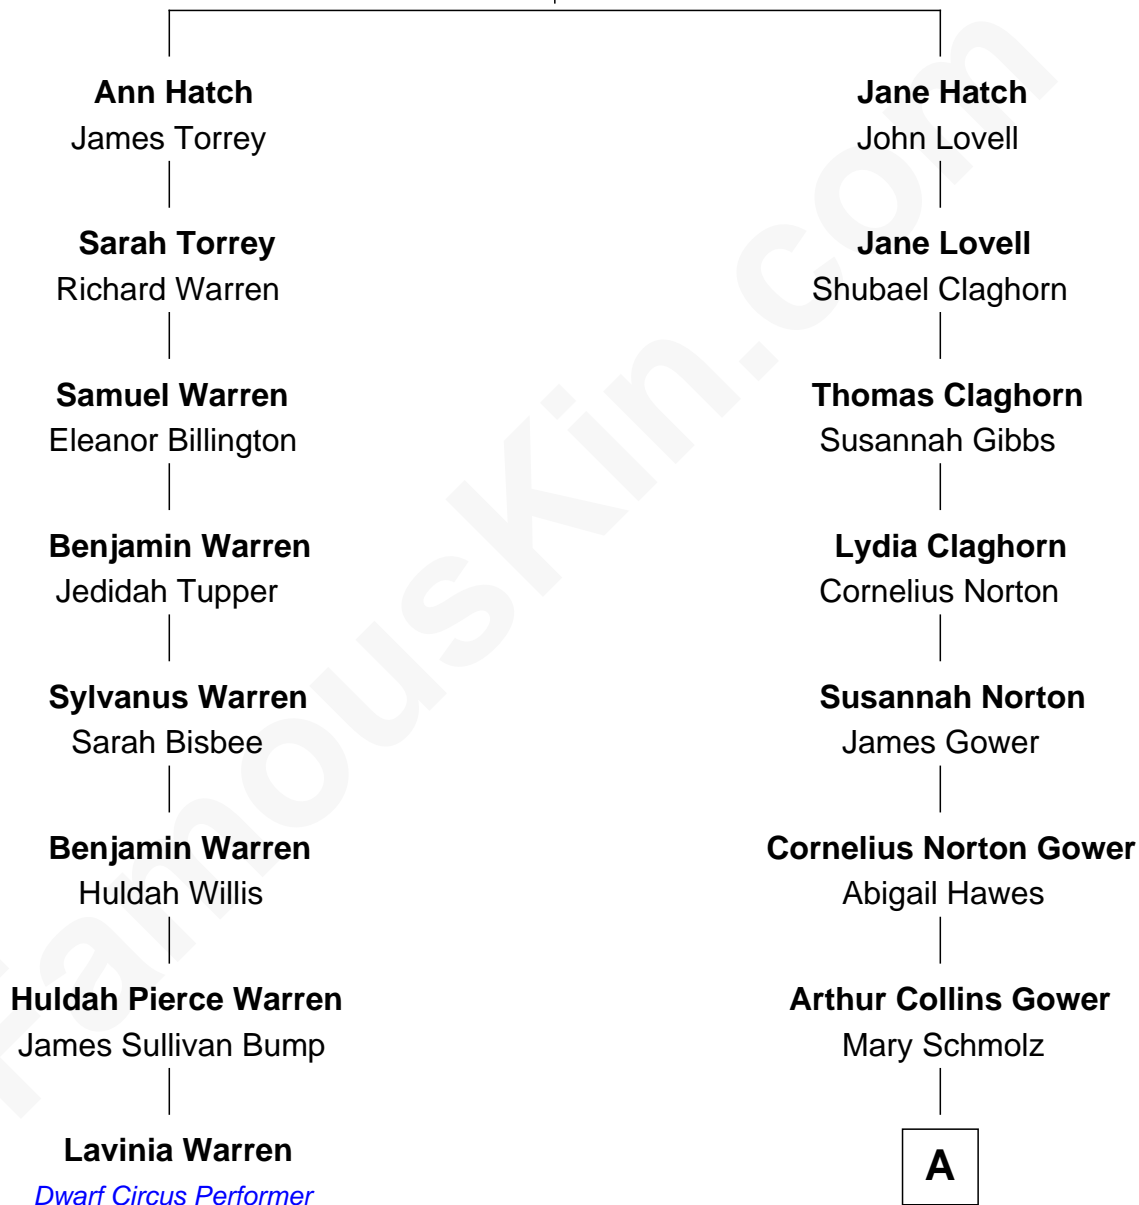 Ann Hatch
James Torrey
Sarah Torrey
Richard Warren
Samuel Warren
Eleanor Billington
Benjamin Warren
Jedidah Tupper
Sylvanus Warren
Sarah Bisbee
Benjamin Warren
Huldah Willis
Huldah Pierce Warren
James Sullivan Bump
Lavinia Warren
Dwarf Circus Performer
Jane Hatch
John Lovell
Jane Lovell
Shubael Claghorn
Thomas Claghorn
Susannah Gibbs
Lydia Claghorn
Cornelius Norton
Susannah Norton
James Gower
Cornelius Norton Gower
Abigail Hawes
Arthur Collins Gower
Mary Schmolz
A
FamousKin.com